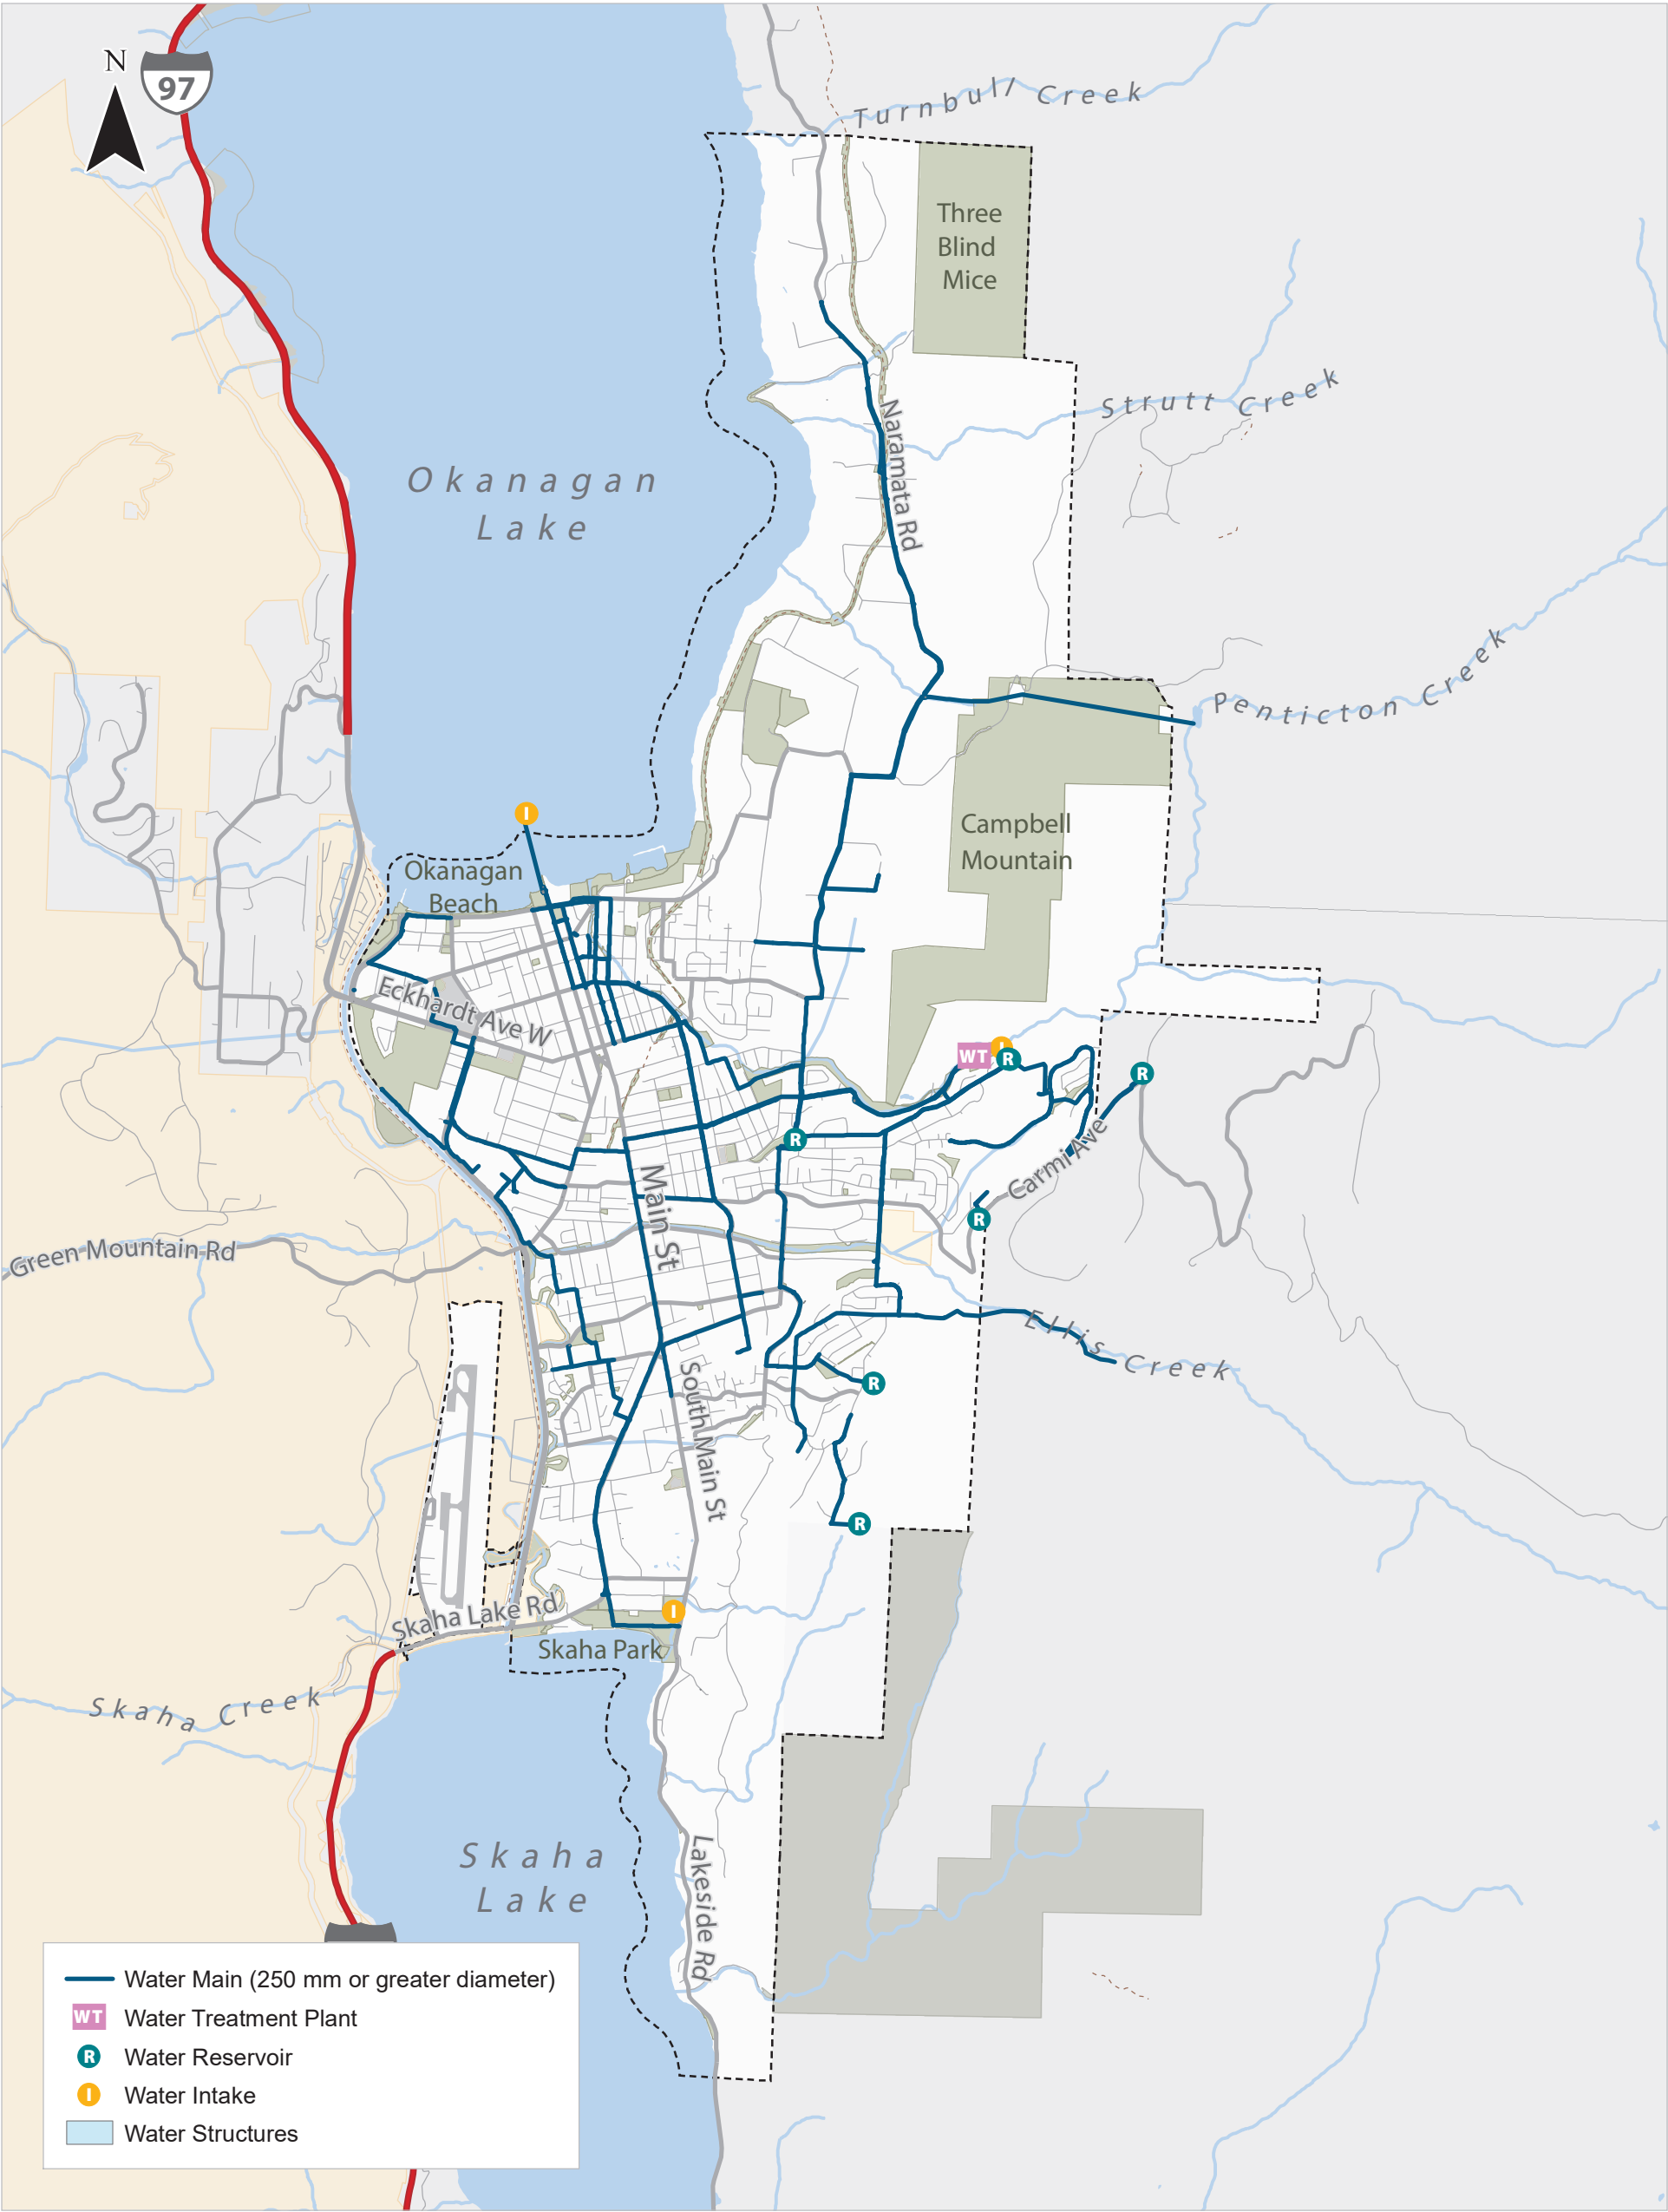 N
97
Turnbull Creek
Three
Blind
Mice
Strutt Creek
Naramata Rd
Okanagan
Lake
Penticton Creek
I
Campbell
Mountain
Okanagan
Beach
Eckhardt Ave W
WT
I
R
R
R
Carmi Ave
Main St
R
Green Mountain Rd
Ellis Creek
South Main St
R
R
Skaha Lake Rd
I
Skaha Park
Skaha Creek
Skaha
Lake
Lakeside Rd
Water Main (250 mm or greater diameter)
WT Water Treatment Plant
R Water Reservoir
I Water Intake
Water Structures